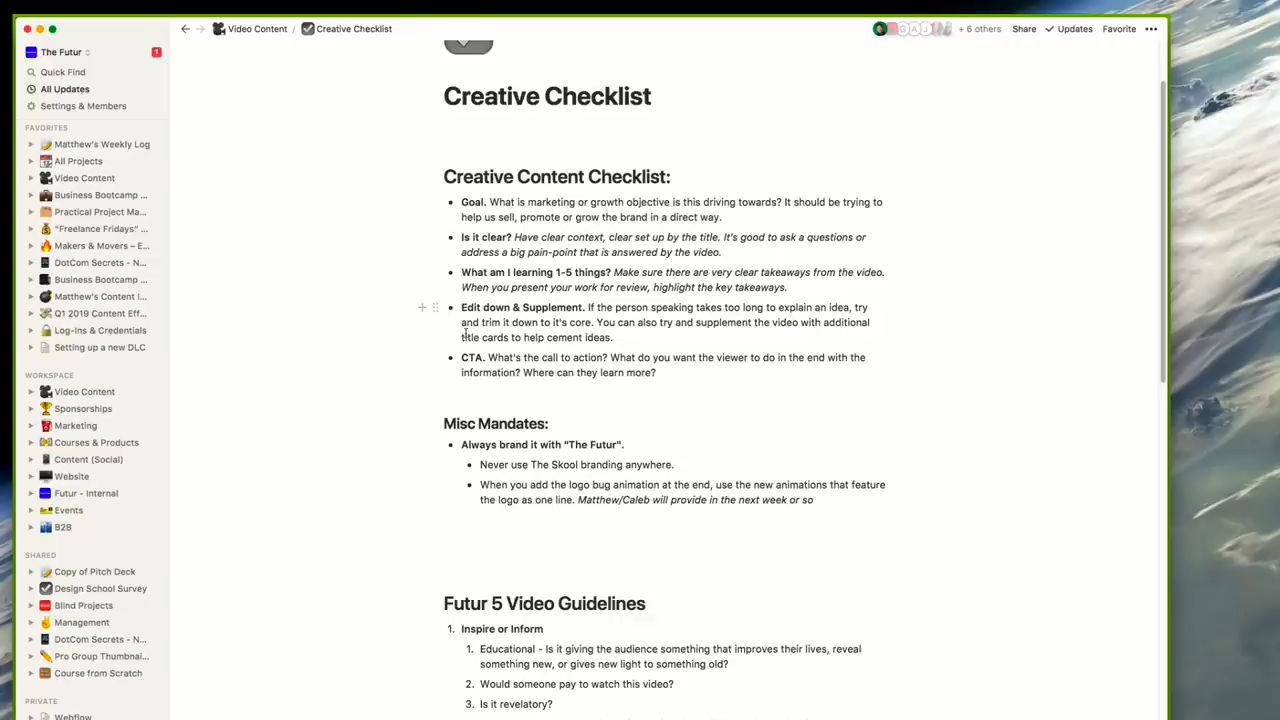 Video Content / Creative Checklist
G A J + 6 others Share Updates Favorite
The Futur 1
Quick Find
All Updates
Settings & Members
FAVORITES
Matthew's Weekly Log
All Projects
Video Content
Business Bootcamp ...
Practical Project Ma...
"Freelance Fridays" ...
Makers & Movers – E...
DotCom Secrets - N...
Business Bootcamp ...
Matthew's Content I...
Q1 2019 Content Eff...
Log-Ins & Credentials
Setting up a new DLC
WORKSPACE
Video Content
Sponsorships
Marketing
Courses & Products
Content (Social)
Website
Futur - Internal
Events
B2B
SHARED
Copy of Pitch Deck
Design School Survey
Blind Projects
Management
DotCom Secrets - N...
Pro Group Thumbnai...
Course from Scratch
PRIVATE
Webflow
Creative Checklist
Creative Content Checklist:
• Goal. What is marketing or growth objective is this driving towards? It should be trying to
help us sell, promote or grow the brand in a direct way.
• Is it clear? Have clear context, clear set up by the title. It's good to ask a questions or
address a big pain-point that is answered by the video.
• What am I learning 1-5 things? Make sure there are very clear takeaways from the video.
When you present your work for review, highlight the key takeaways.
• Edit down & Supplement. If the person speaking takes too long to explain an idea, try
and trim it down to it's core. You can also try and supplement the video with additional
title cards to help cement ideas.
• CTA. What's the call to action? What do you want the viewer to do in the end with the
information? Where can they learn more?
Misc Mandates:
• Always brand it with "The Futur".
• Never use The Skool branding anywhere.
• When you add the logo bug animation at the end, use the new animations that feature
the logo as one line. Matthew/Caleb will provide in the next week or so
Futur 5 Video Guidelines
1. Inspire or Inform
1. Educational - Is it giving the audience something that improves their lives, reveal
something new, or gives new light to something old?
2. Would someone pay to watch this video?
3. Is it revelatory?